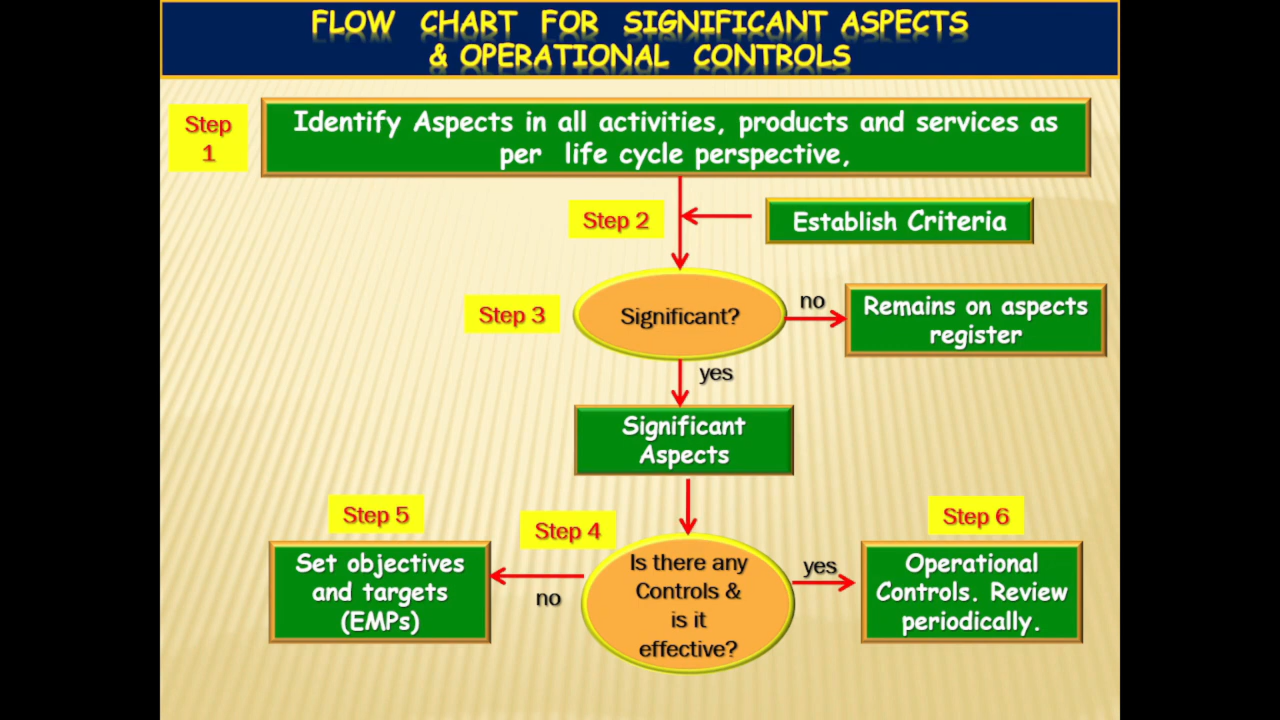 FLOW CHART FOR SIGNIFICANT ASPECTS
& OPERATIONAL CONTROLS
Step
1
Identify Aspects in all activities, products and services as
per life cycle perspective,
Step 2
Establish Criteria
Step 3
Significant?
no
Remains on aspects
register
yes
Significant
Aspects
Step 5
Step 4
Step 6
Set objectives
and targets
(EMPs)
no
Is there any
Controls &
is it
effective?
yes
Operational
Controls. Review
periodically.